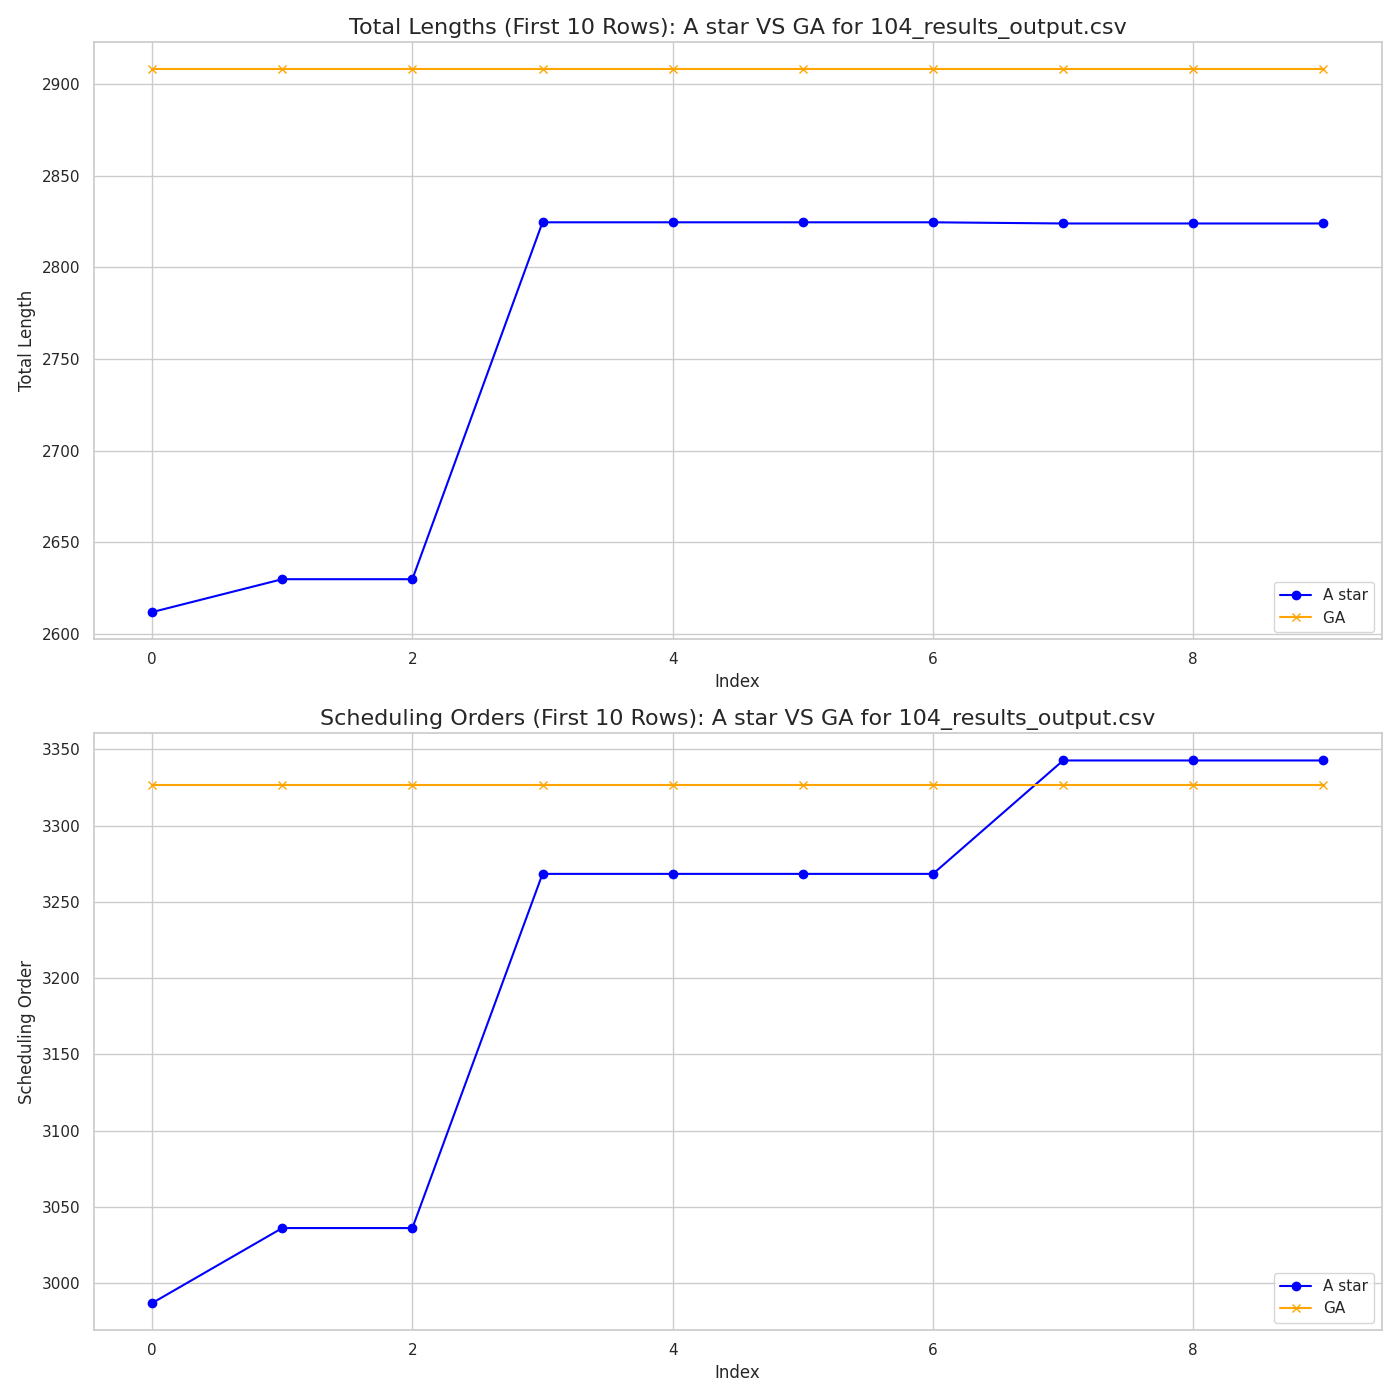 Total Lengths (First 10 Rows): A star VS GA for 104_results_output.csv
2900
2850
2800
2750
2700
2650
2600
Total Length
A star
GA
0 2 4 6 8
Index
Scheduling Orders (First 10 Rows): A star VS GA for 104_results_output.csv
3350
3300
3250
3200
3150
3100
3050
3000
Scheduling Order
A star
GA
0 2 4 6 8
Index